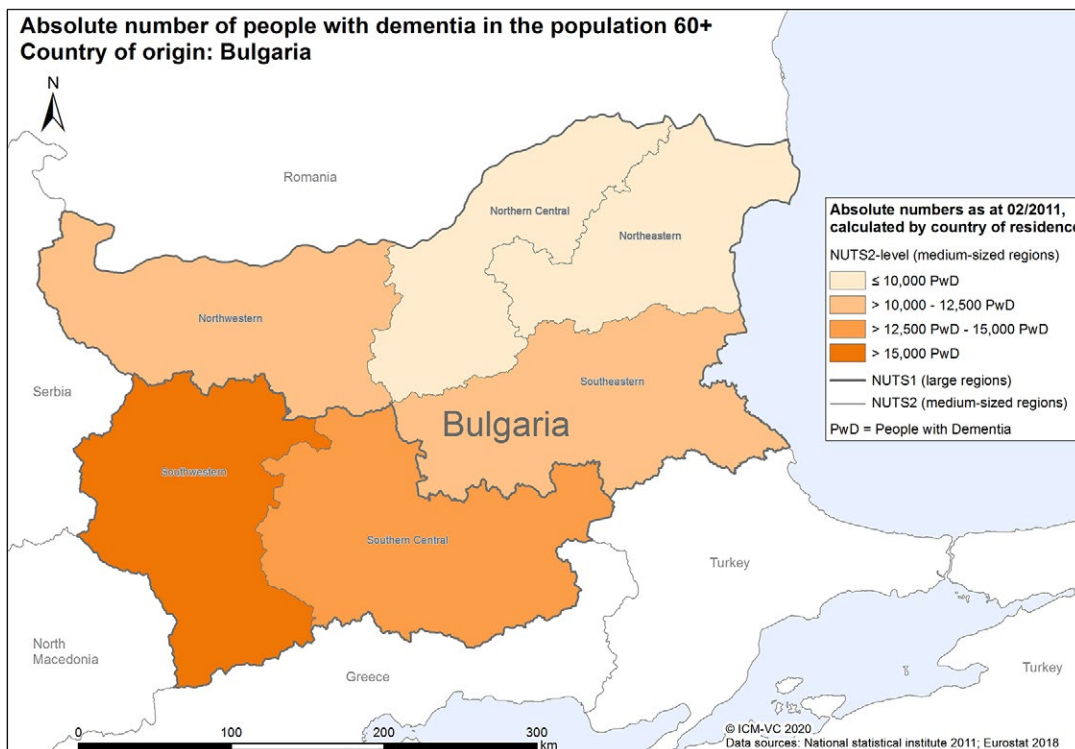 Absolute number of people with dementia in the population 60+
Country of origin: Bulgaria
N
Romania
Northern Central
Northeastern
Northwestern
Serbia
Southeastern
Bulgaria
Southwestern
Southern Central
Turkey
North
Macedonia
Greece
Turkey
Absolute numbers as at 02/2011,
calculated by country of residence
NUTS2-level (medium-sized regions)
≤ 10,000 PwD
> 10,000 - 12,500 PwD
> 12,500 PwD - 15,000 PwD
> 15,000 PwD
NUTS1 (large regions)
NUTS2 (medium-sized regions)
PwD = People with Dementia
0 100 200 300
km
© ICM-VC 2020
Data sources: National statistical institute 2011; Eurostat 2018